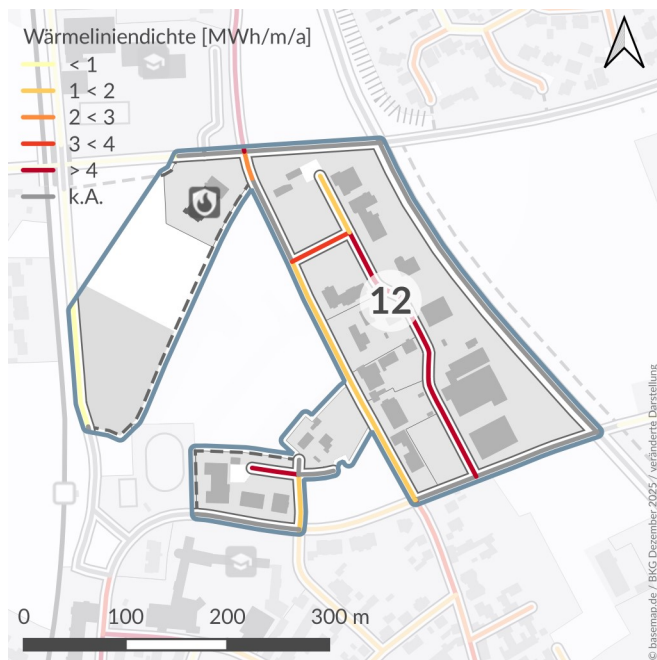 Wärmeliniendichte [MWh/m/a]
< 1
1 < 2
2 < 3
3 < 4
> 4
k.A.
12
0 100 200 300 m
© basemap.de / BKG Dezember 2025 / veränderte Darstellung